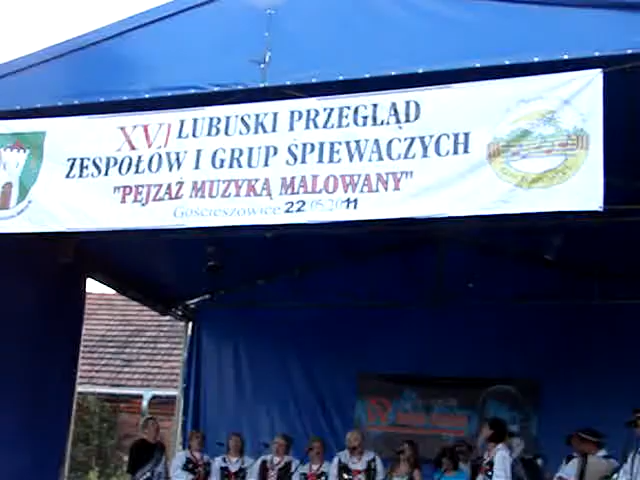 XVI LUBUSKI PRZEGLĄD
ZESPOŁÓW I GRUP ŚPIEWACZYCH
"PEJZAŻ MUZYKĄ MALOWANY"
Gościeszowice 22.05.2011